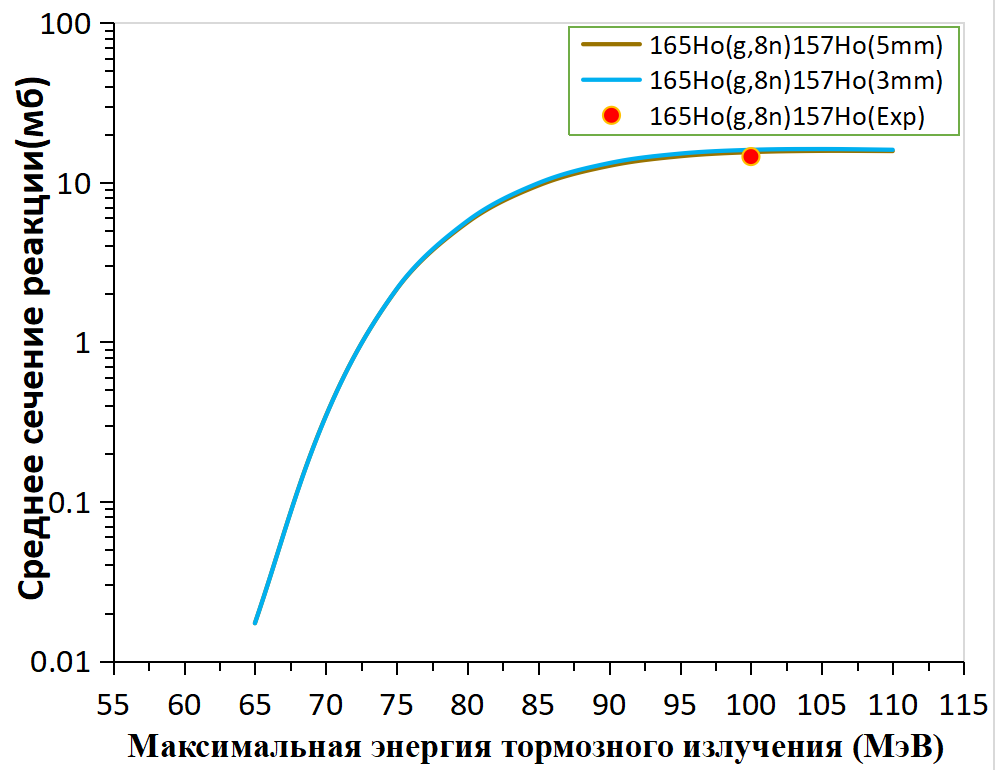 165Ho(g,8n)157Ho(5mm)
165Ho(g,8n)157Ho(3mm)
165Ho(g,8n)157Ho(Exp)
Среднее сечение реакции(мб)
100
10
1
0.1
0.01
55 60 65 70 75 80 85 90 95 100 105 110 115
Максимальная энергия тормозного излучения (МэВ)